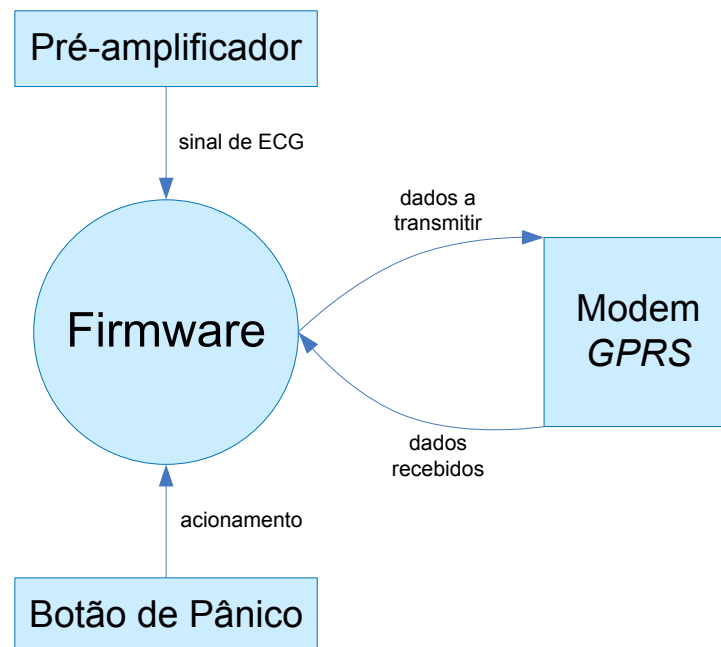 Pré-amplificador
sinal de ECG
dados a
transmitir
Firmware
Modem
GPRS
dados
recebidos
acionamento
Botão de Pânico